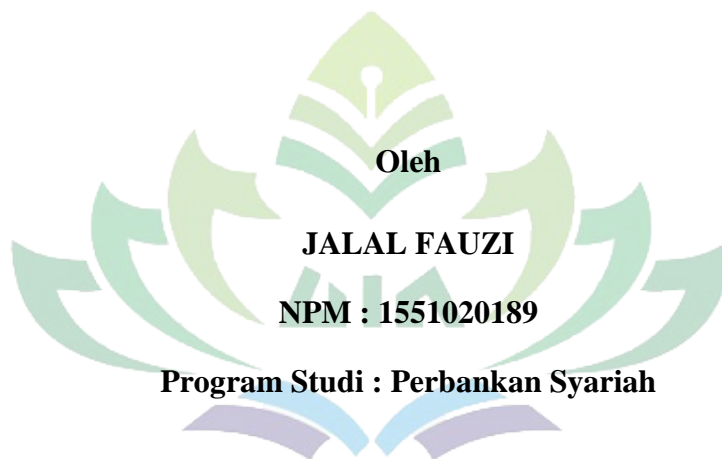 Oleh
JALAL FAUZI
NPM : 1551020189
Program Studi : Perbankan Syariah